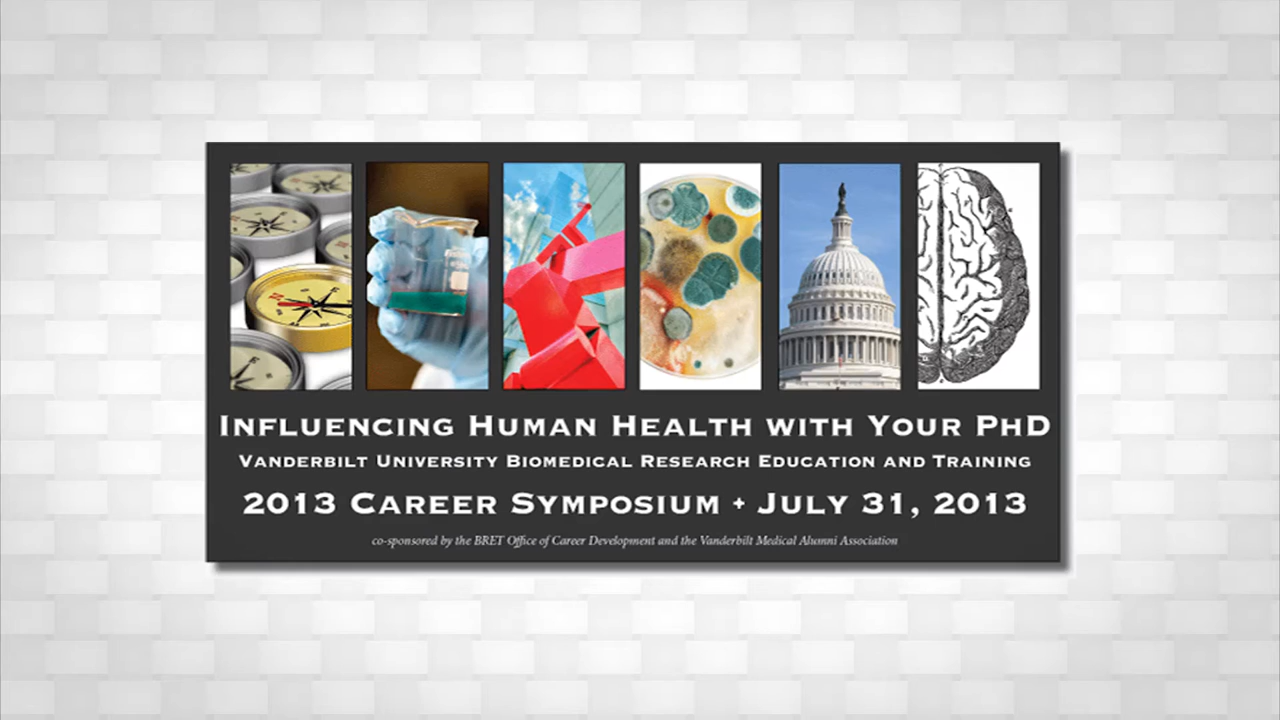 Influencing Human Health with Your PhD
Vanderbilt University Biomedical Research Education and Training
2013 Career Symposium + July 31, 2013
co-sponsored by the BRET Office of Career Development and the Vanderbilt Medical Alumni Association